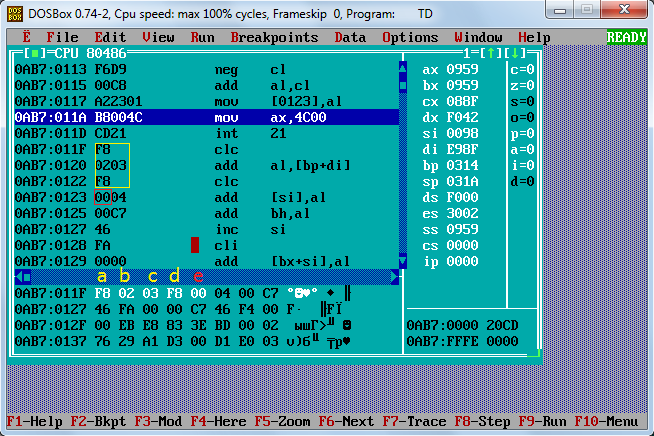 DOSBox 0.74-2, Cpu speed: max 100% cycles, Frameskip 0, Program: TD
Ë File Edit View Run Breakpoints Data Options Window Help READY
[■]=CPU 80486 1=[↑][↓]
0AB7:0113 F6D9 neg cl ax 0959 c=0
0AB7:0115 00C8 add al,cl bx 0959 z=0
0AB7:0117 A22301 mov [0123],al cx 088F s=0
0AB7:011A B8004C mov ax,4C00 dx F042 o=0
0AB7:011D CD21 int 21 si 0098 p=0
0AB7:011F F8 clc di E98F a=0
0AB7:0120 0203 add al,[bp+di] bp 0314 i=0
0AB7:0122 F8 clc sp 031A d=0
0AB7:0123 0004 add [si],al ds F000
0AB7:0125 00C7 add bh,al es 3002
0AB7:0127 46 inc si ss 0959
0AB7:0128 FA cli cs 0000
0AB7:0129 0000 add [bx+si],al ip 0000
a b c d e
0AB7:011F F8 02 03 F8 00 04 00 C7 °☻♥° ♦ ╟
0AB7:0127 46 FA 00 00 C7 46 F4 00 F· ╟FЇ
0AB7:012F 00 EB E8 83 3E BD 00 02 ышГ>╜ ☻
0AB7:0137 76 29 A1 D3 00 D1 E0 03 v)б╙ ╤р♥
0AB7:0000 20CD
0AB7:FFFE 0000
F1-Help F2-Bkpt F3-Mod F4-Here F5-Zoom F6-Next F7-Trace F8-Step F9-Run F10-Menu